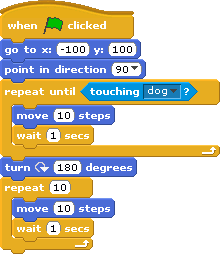 when clicked
go to x: -100 y: 100
point in direction 90
repeat until touching dog ?
move 10 steps
wait 1 secs
turn 180 degrees
repeat 10
move 10 steps
wait 1 secs